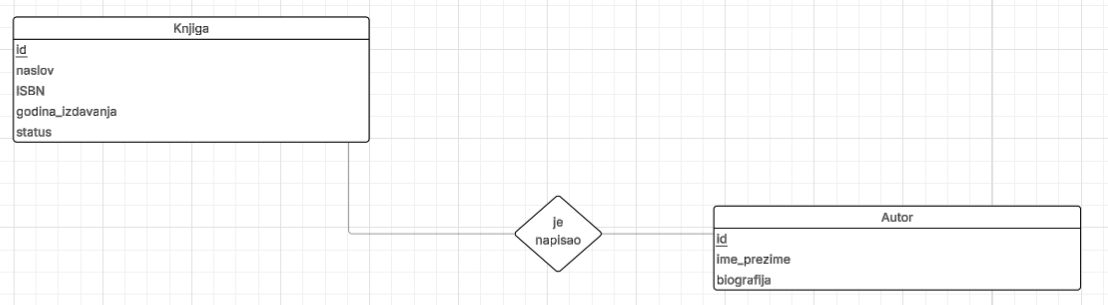 Knjiga
id
naslov
ISBN
godina_izdavanja
status
je
napisao
Autor
id
ime_prezime
biografija